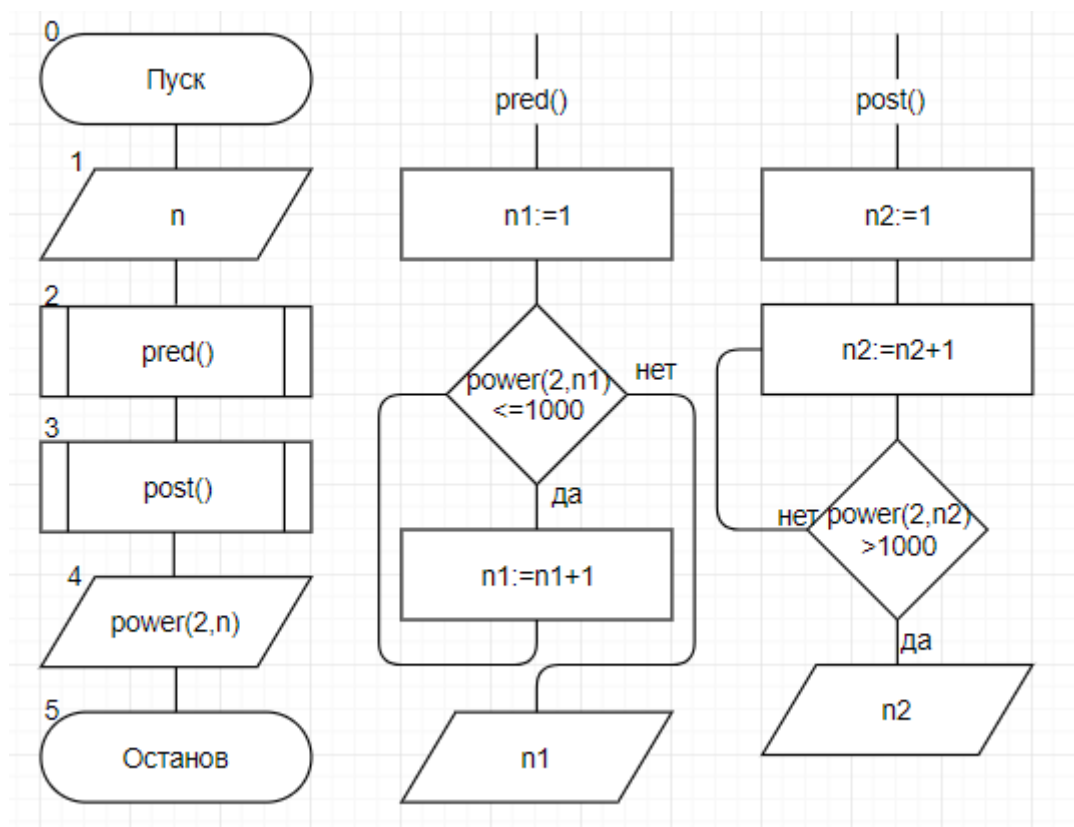 0
Пуск
1
n
2
pred()
3
post()
4
power(2,n)
5
Останов
pred()
n1:=1
power(2,n1)
<=1000
нет
да
n1:=n1+1
n1
post()
n2:=1
n2:=n2+1
нет
power(2,n2)
>1000
да
n2